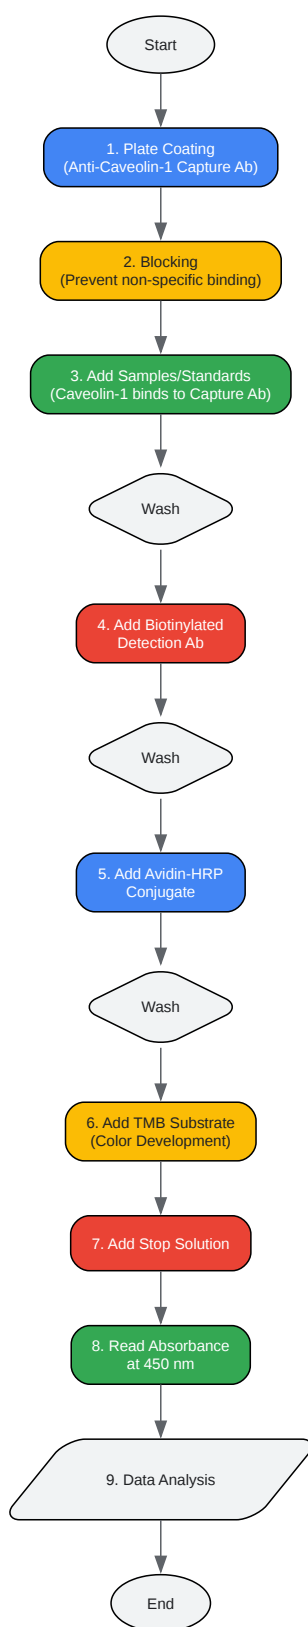 Start
1. Plate Coating
(Anti-Caveolin-1 Capture Ab)
2. Blocking
(Prevent non-specific binding)
3. Add Samples/Standards
(Caveolin-1 binds to Capture Ab)
Wash
4. Add Biotinylated
Detection Ab
Wash
5. Add Avidin-HRP
Conjugate
Wash
6. Add TMB Substrate
(Color Development)
7. Add Stop Solution
8. Read Absorbance
at 450 nm
9. Data Analysis
End